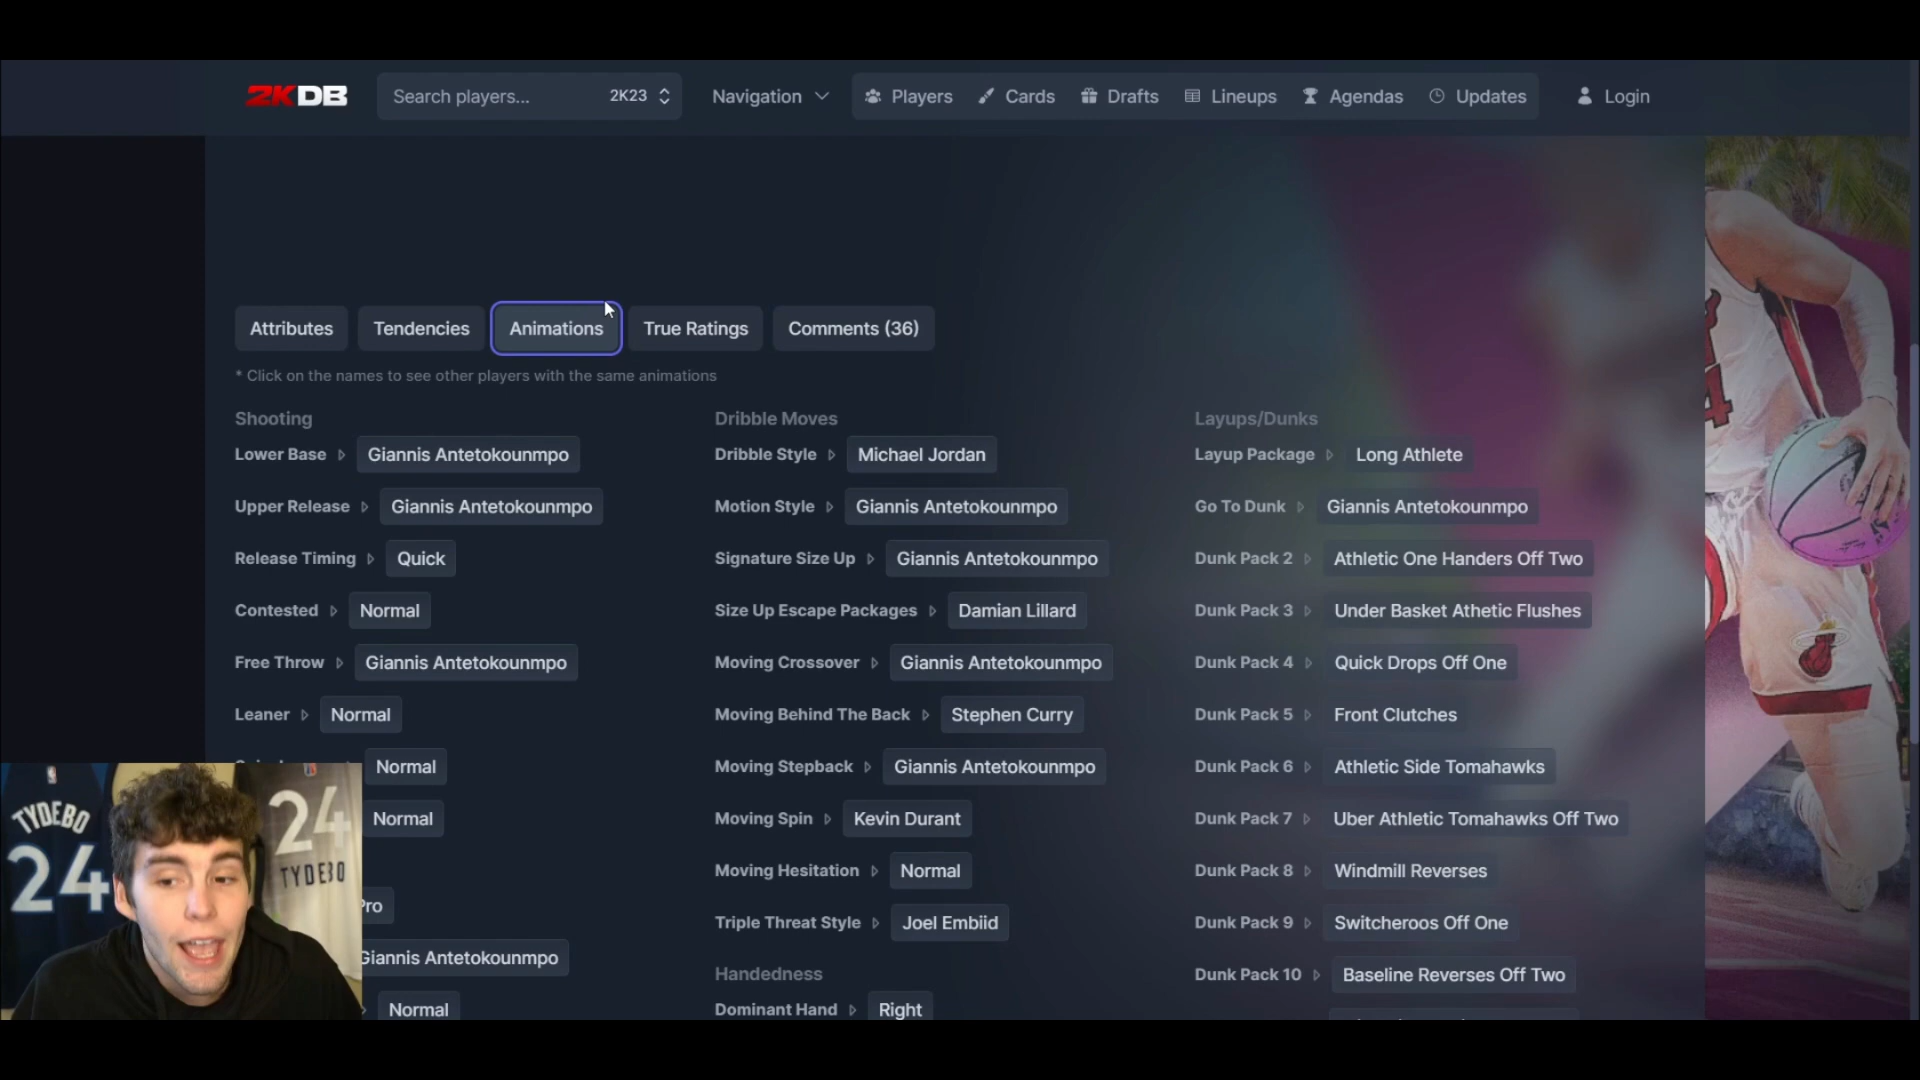 2KDB
Search players...
2K23
Navigation
Players
Cards
Drafts
Lineups
Agendas
Updates
Login
Attributes
Tendencies
Animations
True Ratings
Comments (36)
* Click on the names to see other players with the same animations
Shooting
Lower Base Giannis Antetokounmpo
Upper Release Giannis Antetokounmpo
Release Timing Quick
Contested Normal
Free Throw Giannis Antetokounmpo
Leaner Normal
Normal
Normal
Pro
Giannis Antetokounmpo
Normal
Dribble Moves
Dribble Style Michael Jordan
Motion Style Giannis Antetokounmpo
Signature Size Up Giannis Antetokounmpo
Size Up Escape Packages Damian Lillard
Moving Crossover Giannis Antetokounmpo
Moving Behind The Back Stephen Curry
Moving Stepback Giannis Antetokounmpo
Moving Spin Kevin Durant
Moving Hesitation Normal
Triple Threat Style Joel Embiid
Handedness
Dominant Hand Right
Layups/Dunks
Layup Package Long Athlete
Go To Dunk Giannis Antetokounmpo
Dunk Pack 2 Athletic One Handers Off Two
Dunk Pack 3 Under Basket Athetic Flushes
Dunk Pack 4 Quick Drops Off One
Dunk Pack 5 Front Clutches
Dunk Pack 6 Athletic Side Tomahawks
Dunk Pack 7 Uber Athletic Tomahawks Off Two
Dunk Pack 8 Windmill Reverses
Dunk Pack 9 Switcheroos Off One
Dunk Pack 10 Baseline Reverses Off Two
TYDEBO
24
24
TYDEBO